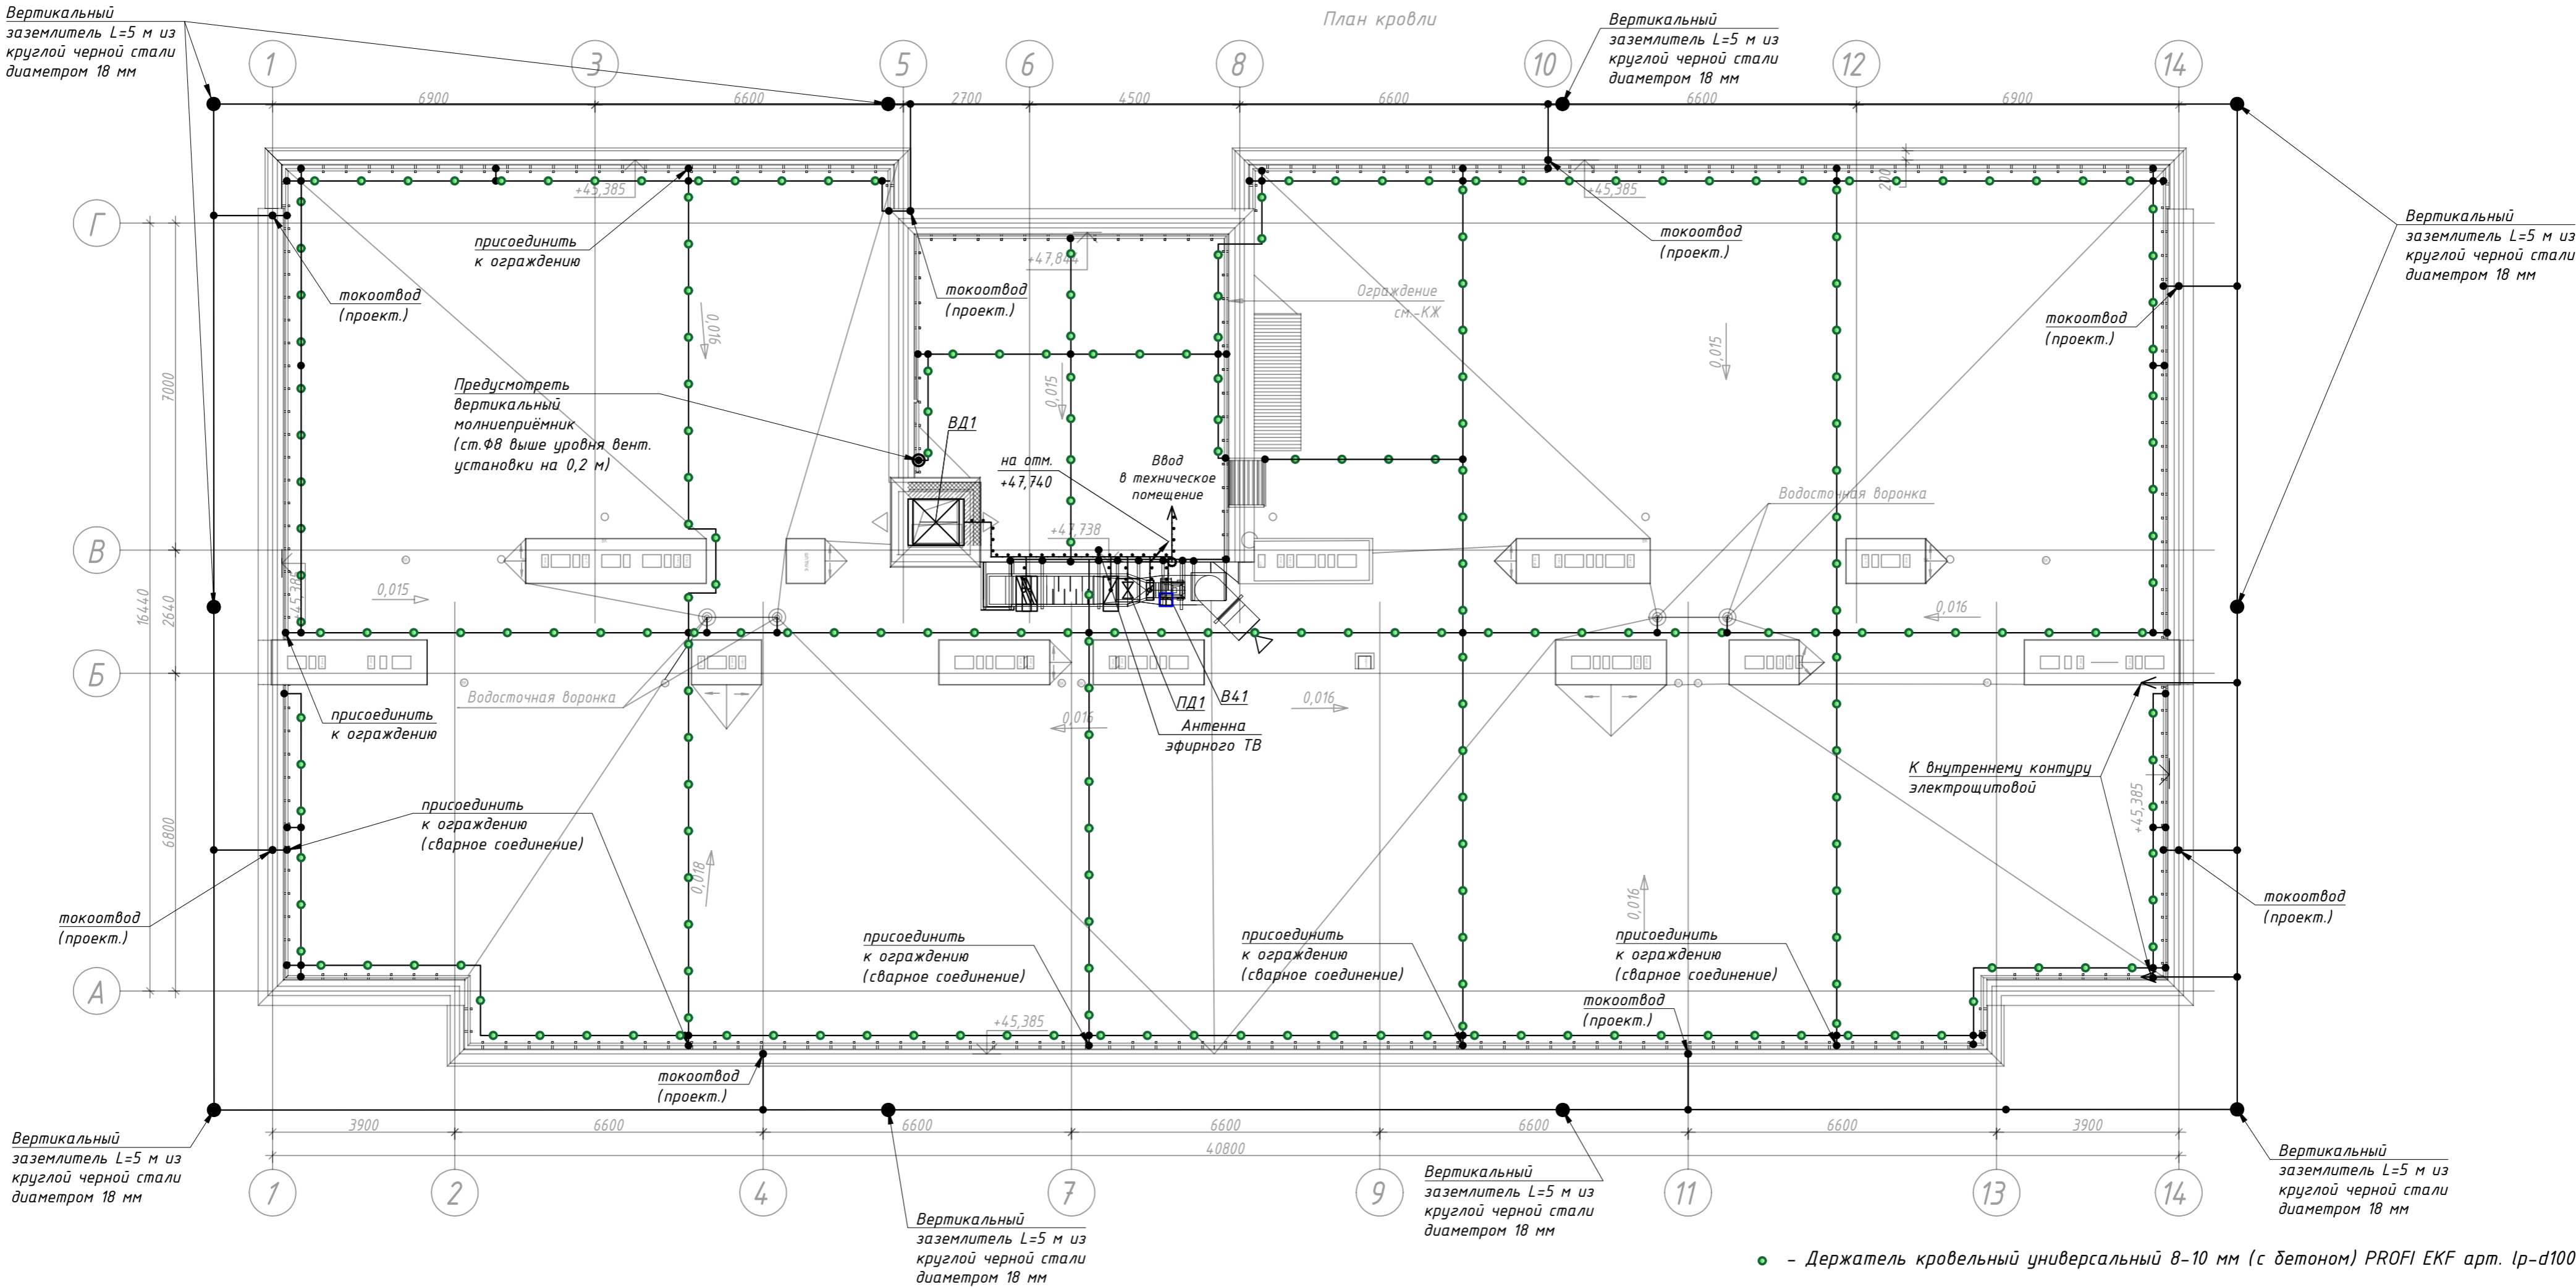 План кровли
Вертикальный
заземлитель L=5 м из
круглой черной стали
диаметром 18 мм
Вертикальный
заземлитель L=5 м из
круглой черной стали
диаметром 18 мм
1
3
5
6
8
10
12
14
6900
6600
2700
4500
6600
6600
6900
Вертикальный
заземлитель L=5 м из
круглой черной стали
диаметром 18 мм
+45,385
+45,385
200
Г
присоединить
к ограждению
токоотвод
(проект.)
+47,844
токоотвод
(проект.)
токоотвод
(проект.)
Ограждение
см.-КЖ
токоотвод
(проект.)
0,016
0,015
0,015
7000
Предусмотреть
вертикальный
молниеприёмник
(ст.Ф8 выше уровня вент.
установки на 0,2 м)
ВД1
на отм.
+47,740
Ввод
в техническое
помещение
Водосточная воронка
+47,738
В
+45,385
0,015
0,016
16440
2640
Б
Водосточная воронка
присоединить
к ограждению
0,016
ПД1
В41
Антенна
эфирного ТВ
0,016
К внутреннему контуру
электрощитовой
+45,385
6800
присоединить
к ограждению
(сварное соединение)
0,018
0,016
токоотвод
(проект.)
токоотвод
(проект.)
присоединить
к ограждению
(сварное соединение)
присоединить
к ограждению
(сварное соединение)
присоединить
к ограждению
(сварное соединение)
А
токоотвод
(проект.)
+45,385
токоотвод
(проект.)
3900
6600
6600
6600
6600
6600
3900
40800
Вертикальный
заземлитель L=5 м из
круглой черной стали
диаметром 18 мм
1
2
4
7
9
11
13
14
Вертикальный
заземлитель L=5 м из
круглой черной стали
диаметром 18 мм
Вертикальный
заземлитель L=5 м из
круглой черной стали
диаметром 18 мм
Вертикальный
заземлитель L=5 м из
круглой черной стали
диаметром 18 мм
- Держатель кровельный универсальный 8-10 мм (с бетоном) PROFI EKF арт. lp-d100